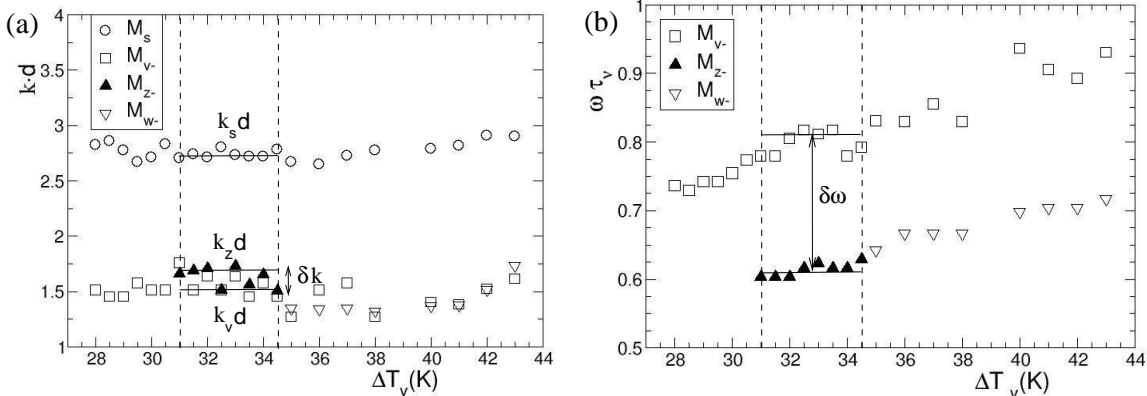 (a)
M_s
M_v-
M_z-
M_w-
k_s d
k_z d
δk
k_v d
k·d
4
3.5
3
2.5
2
1.5
1
28 30 32 34 36 38 40 42 44
ΔT_v(K)
(b)
M_v-
M_z-
M_w-
δω
ω τ_v
1
0.9
0.8
0.7
0.6
0.5
28 30 32 34 36 38 40 42 44
ΔT_v(K)